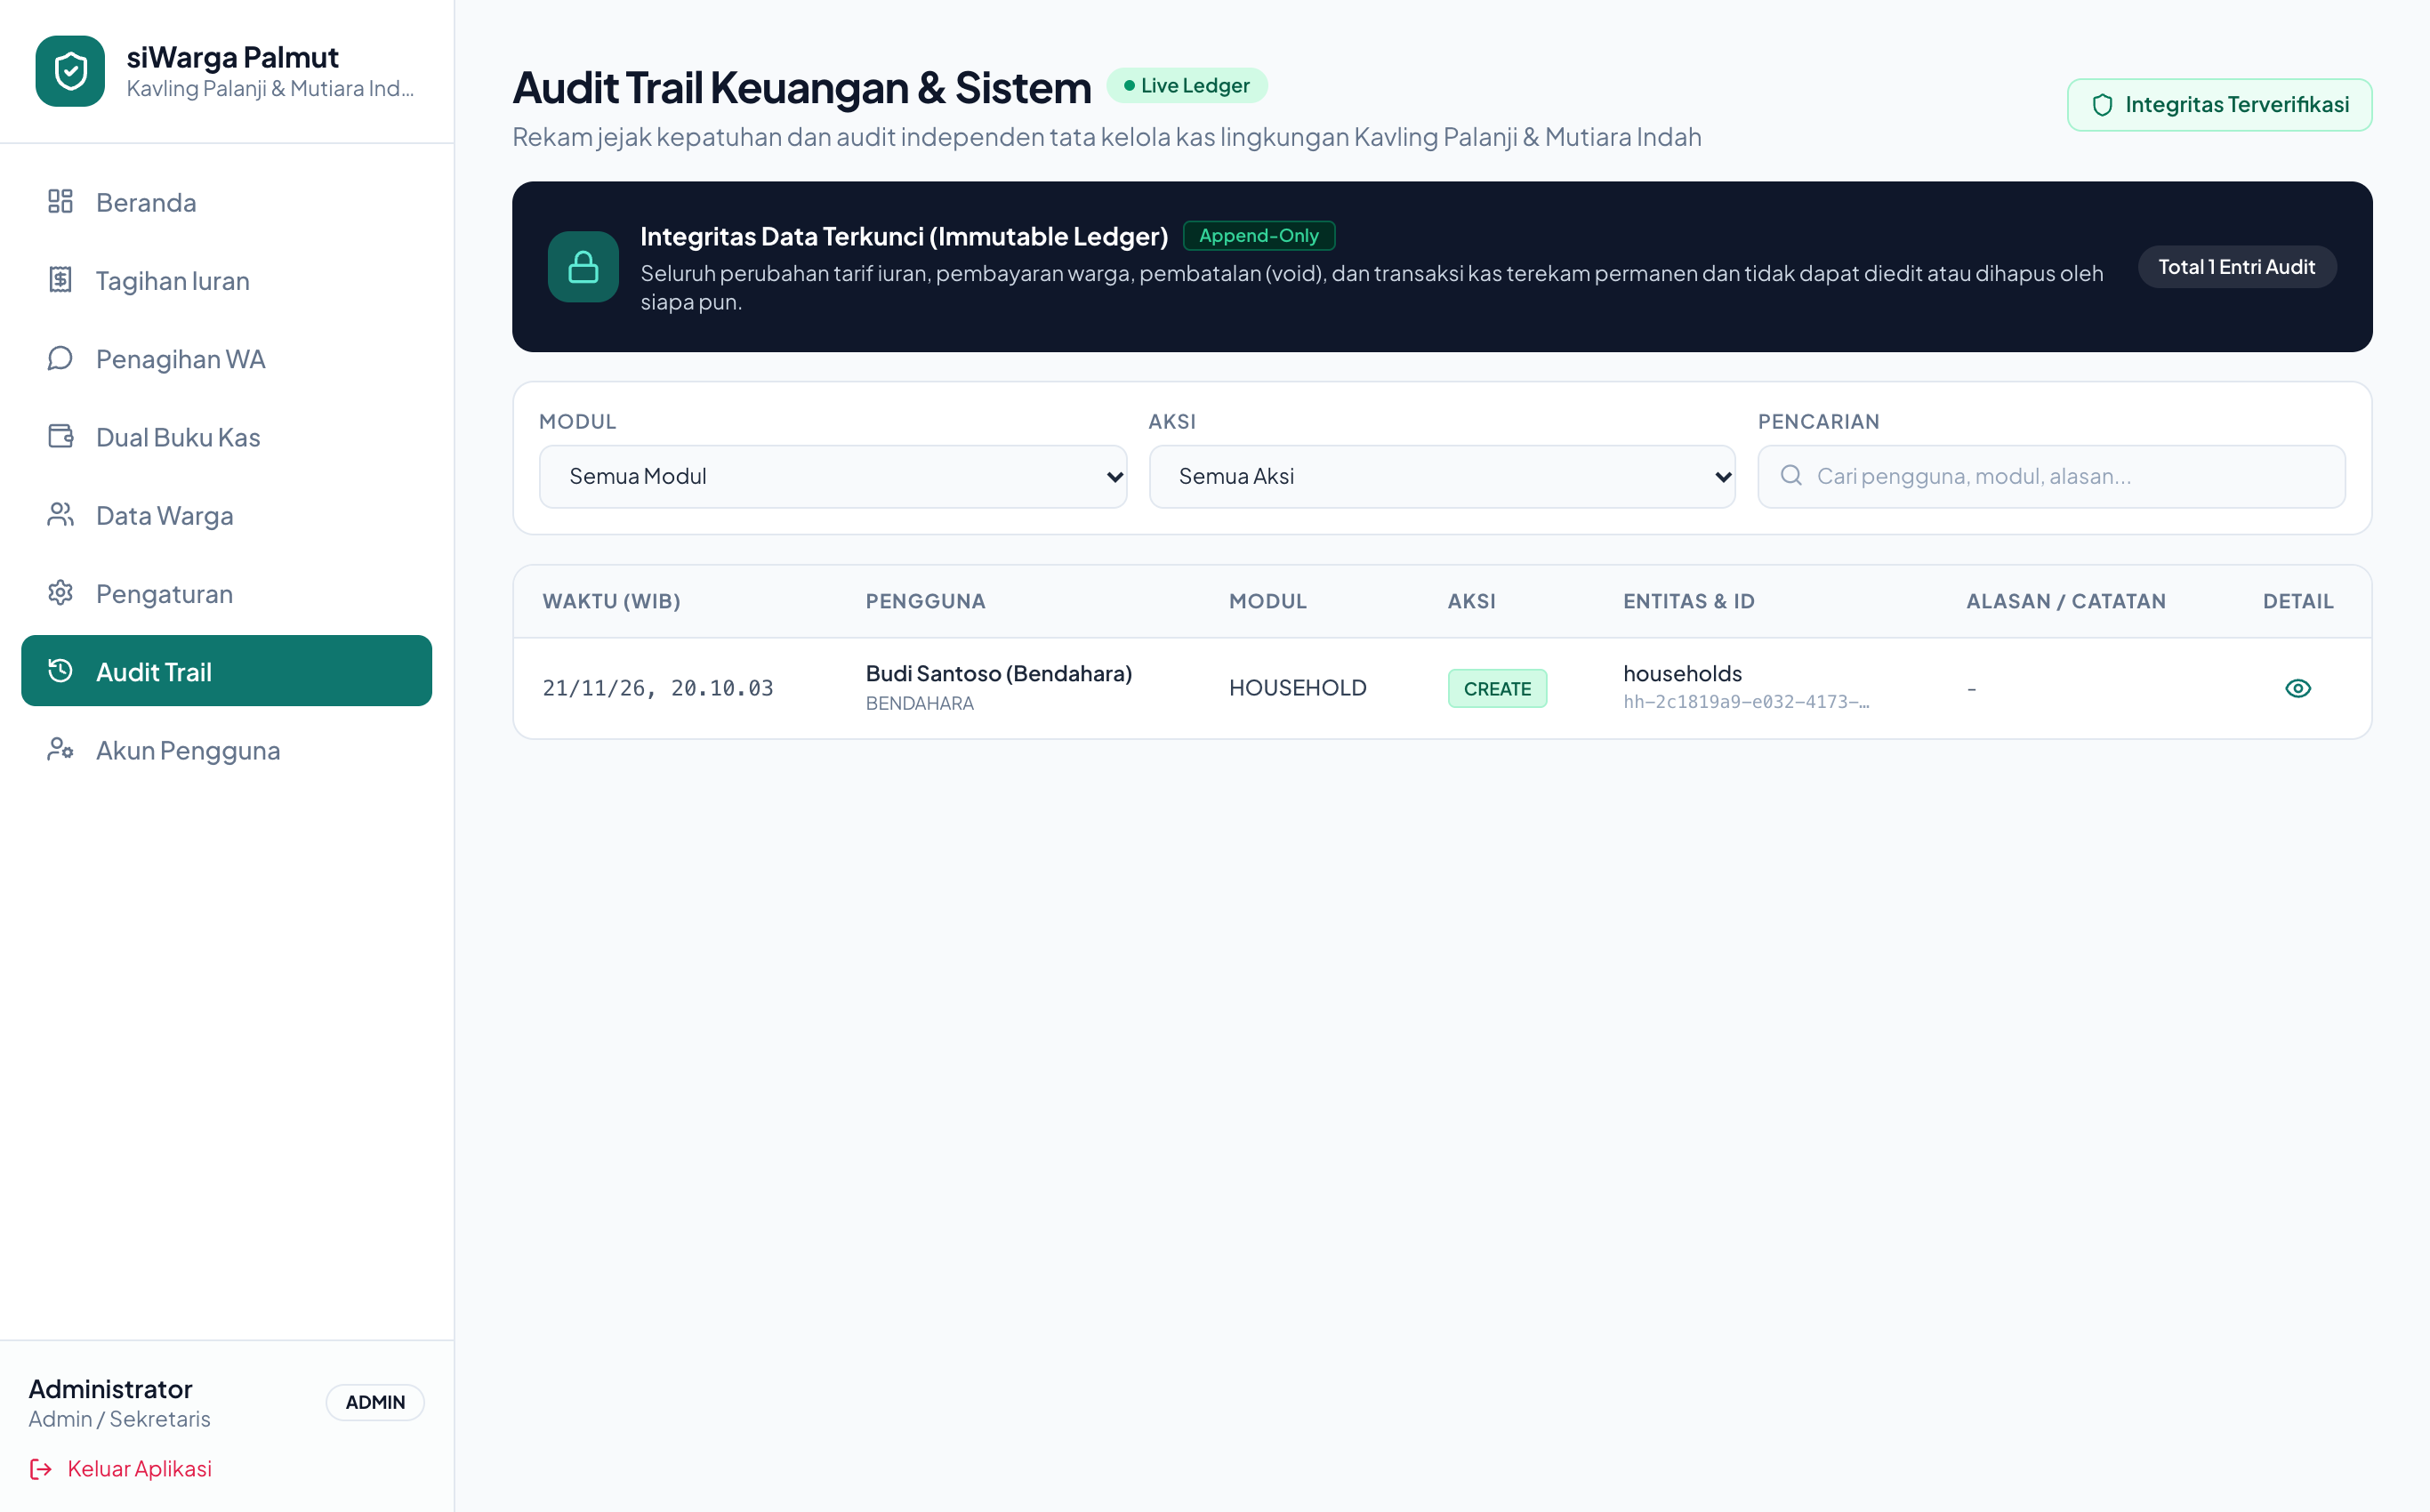 siWarga Palmut
Kavling Palanji & Mutiara Ind...
Beranda
Tagihan Iuran
Penagihan WA
Dual Buku Kas
Data Warga
Pengaturan
Audit Trail
Akun Pengguna
Administrator
Admin / Sekretaris
ADMIN
Keluar Aplikasi
Audit Trail Keuangan & Sistem
Live Ledger
Rekam jejak kepatuhan dan audit independen tata kelola kas lingkungan Kavling Palanji & Mutiara Indah
Integritas Terverifikasi
Integritas Data Terkunci (Immutable Ledger)
Append-Only
Seluruh perubahan tarif iuran, pembayaran warga, pembatalan (void), dan transaksi kas terekam permanen dan tidak dapat diedit atau dihapus oleh
siapa pun.
Total 1 Entri Audit
MODUL
Semua Modul
AKSI
Semua Aksi
PENCARIAN
Cari pengguna, modul, alasan...
WAKTU (WIB) PENGGUNA MODUL AKSI ENTITAS & ID ALASAN / CATATAN DETAIL
21/11/26, 20.10.03
Budi Santoso (Bendahara)
BENDAHARA
HOUSEHOLD
CREATE
households
hh-2c1819a9-e032-4173-…
-